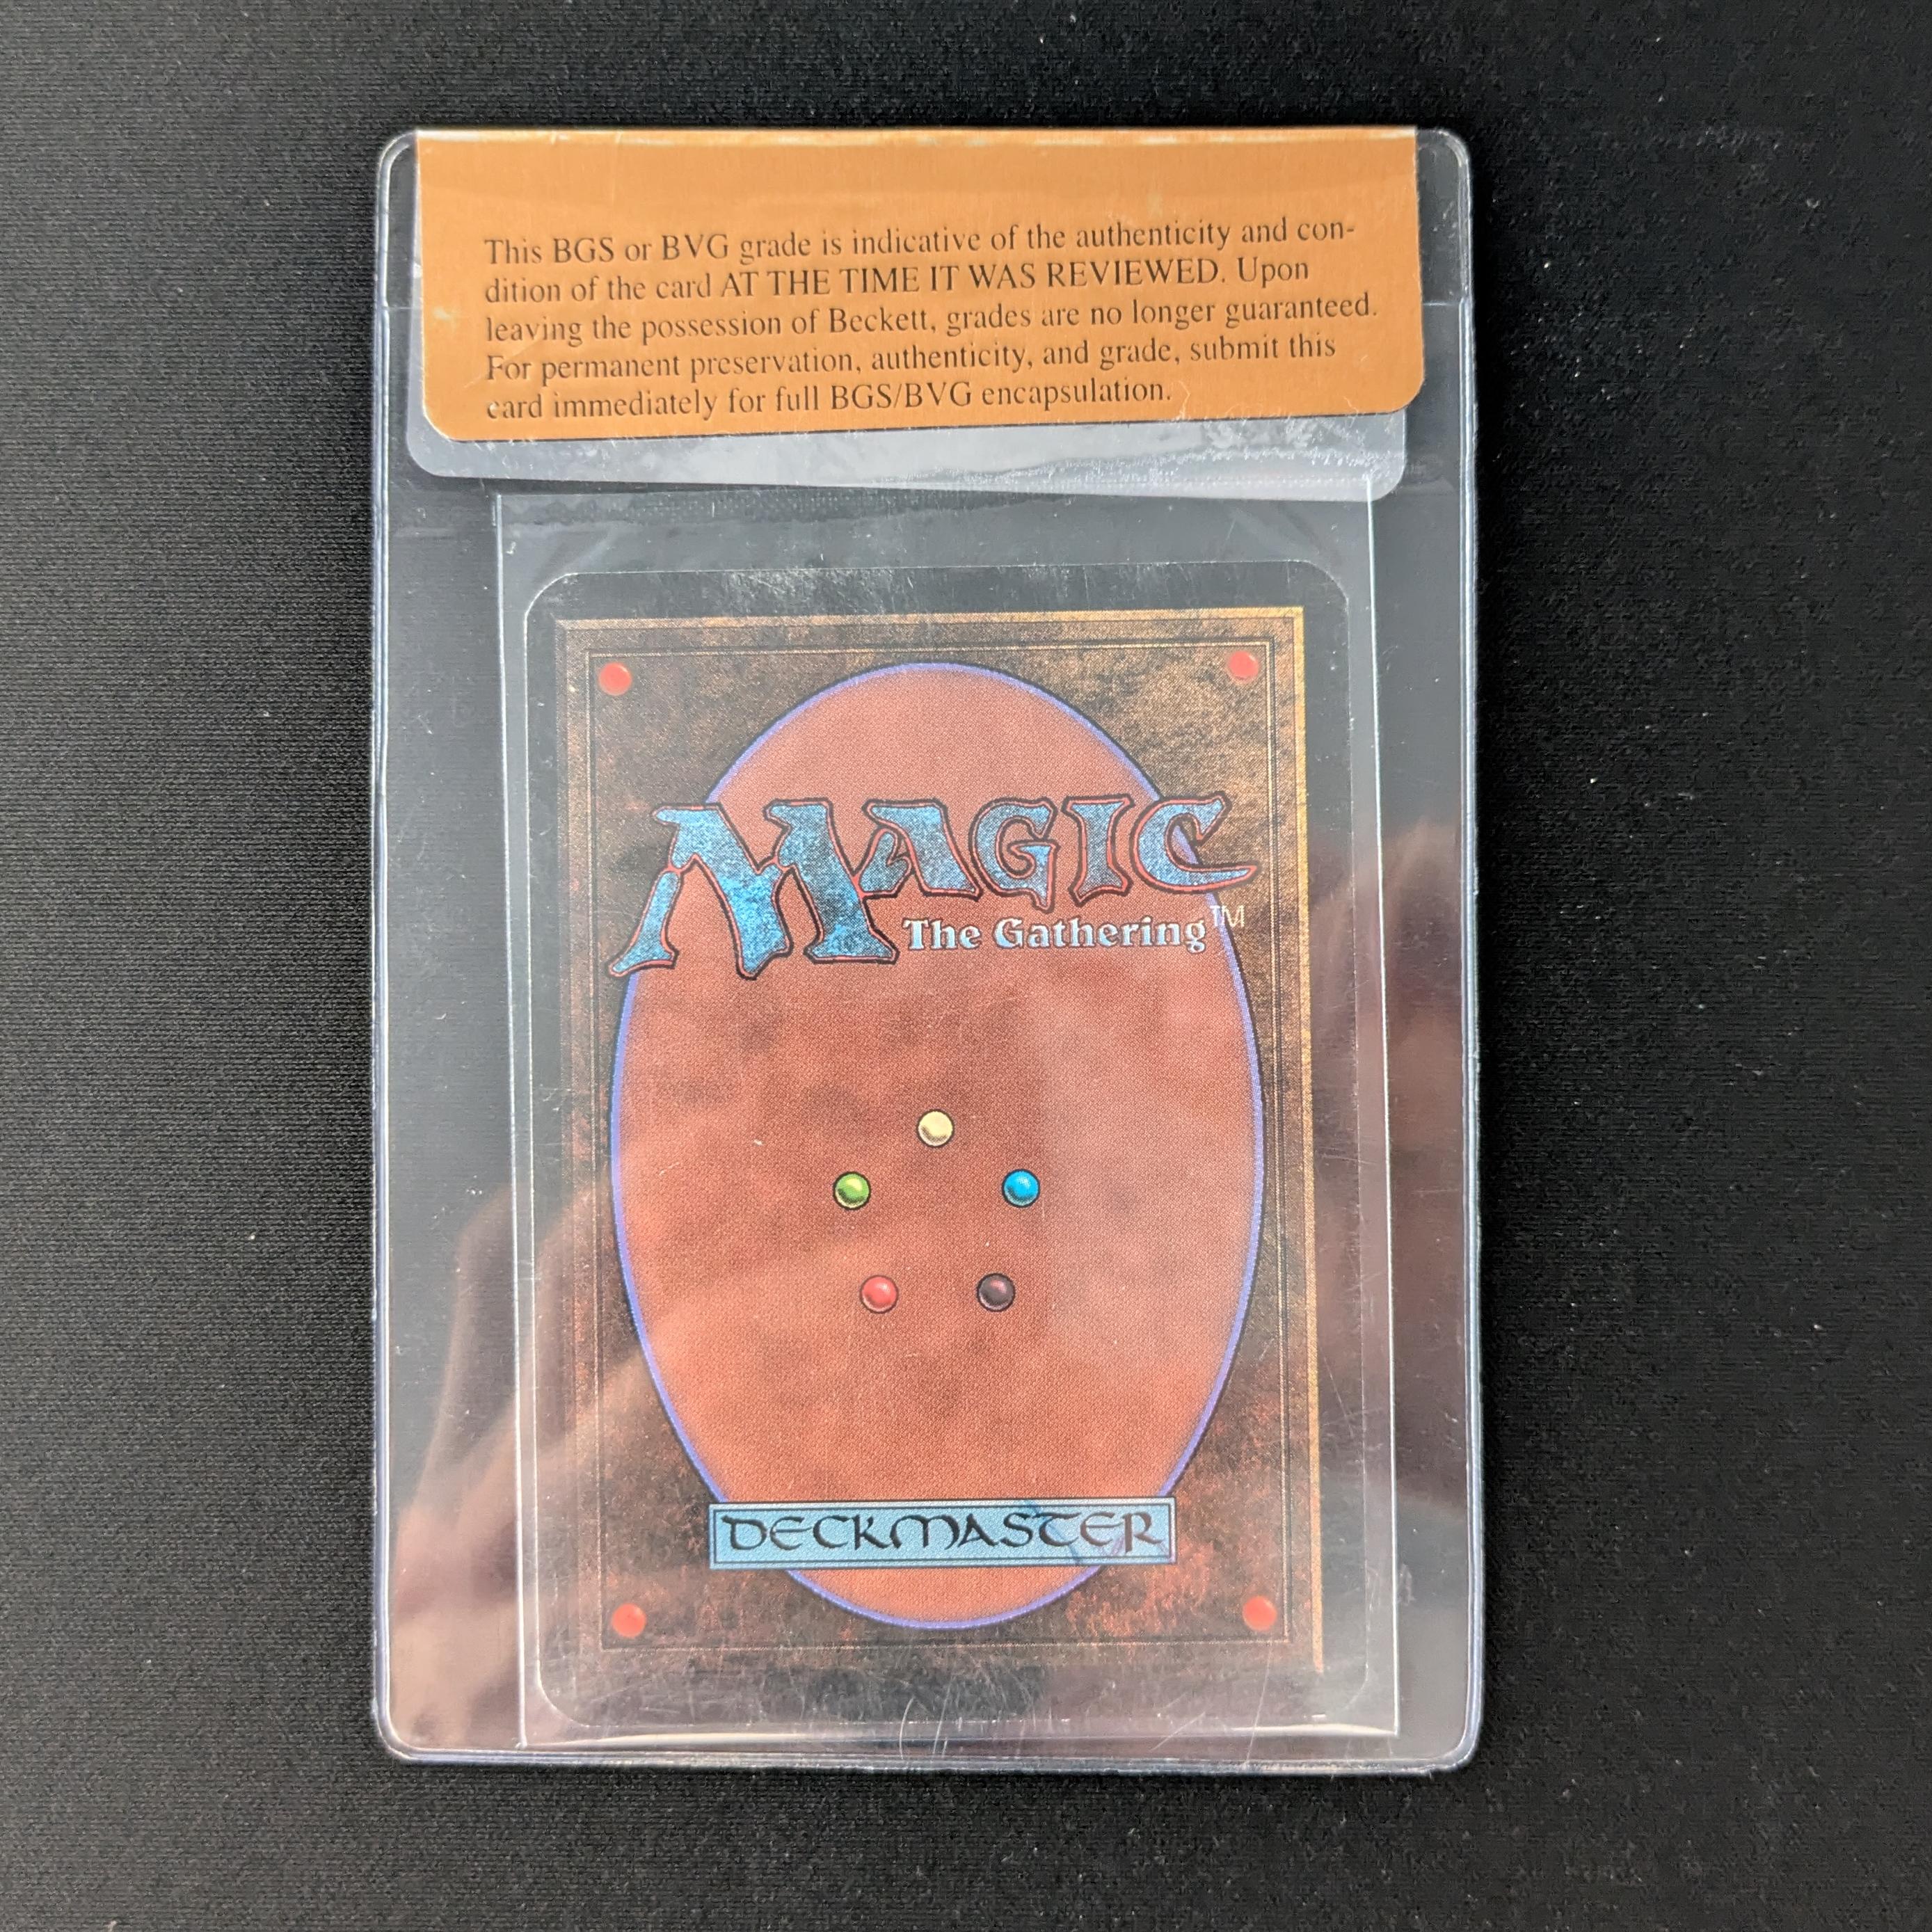 This BGS or BVG grade is indicative of the authenticity and con-
dition of the card AT THE TIME IT WAS REVIEWED. Upon
leaving the possession of Beckett, grades are no longer guaranteed.
For permanent preservation, authenticity, and grade, submit this
card immediately for full BGS/BVG encapsulation.
MAGIC
The Gathering™
DECKMASTER